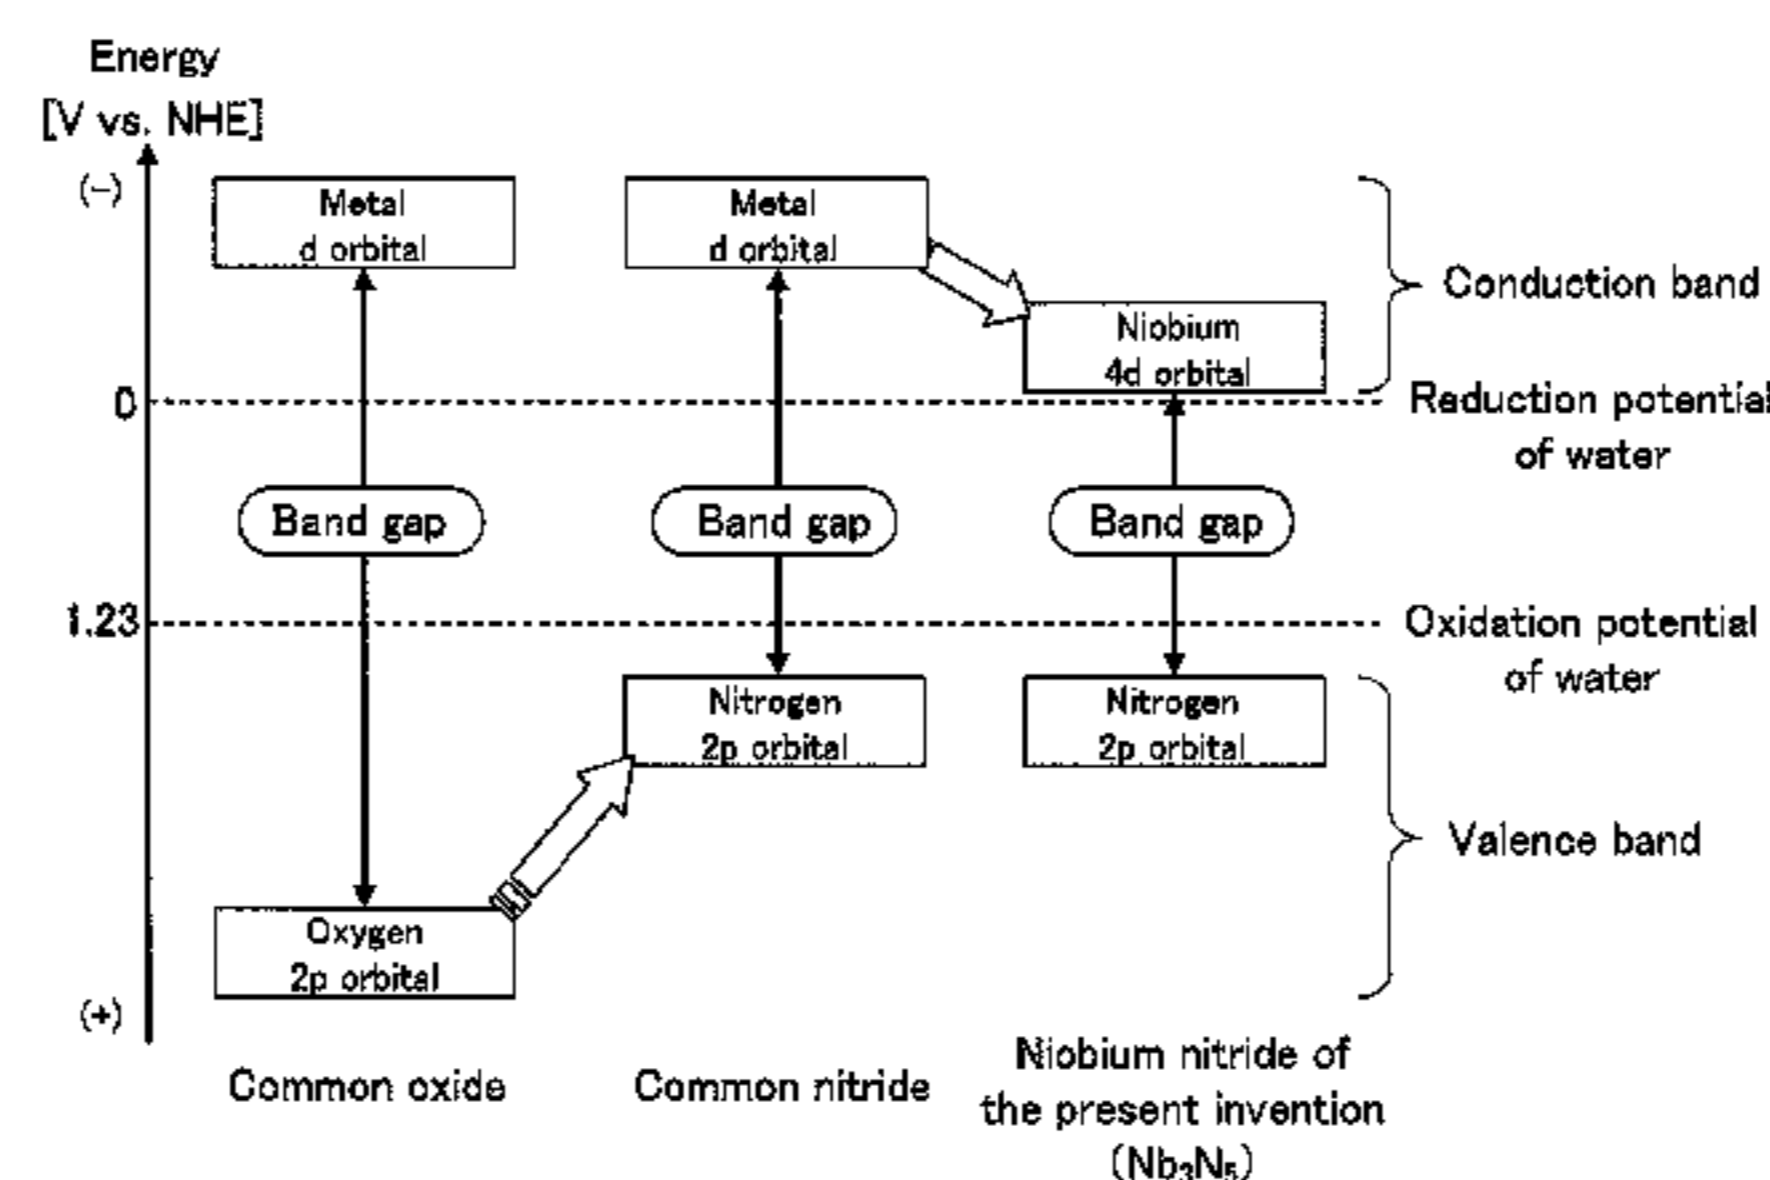 Energy
[V vs. NHE]
(−)
Metal
d orbital
Metal
d orbital
Conduction band
Niobium
4d orbital
0
Reduction potential
of water
Band gap
Band gap
Band gap
1.23
Oxidation potential
of water
Nitrogen
2p orbital
Nitrogen
2p orbital
Valence band
Oxygen
2p orbital
(+)
Common oxide
Common nitride
Niobium nitride of
the present invention
(Nb₃N₅)